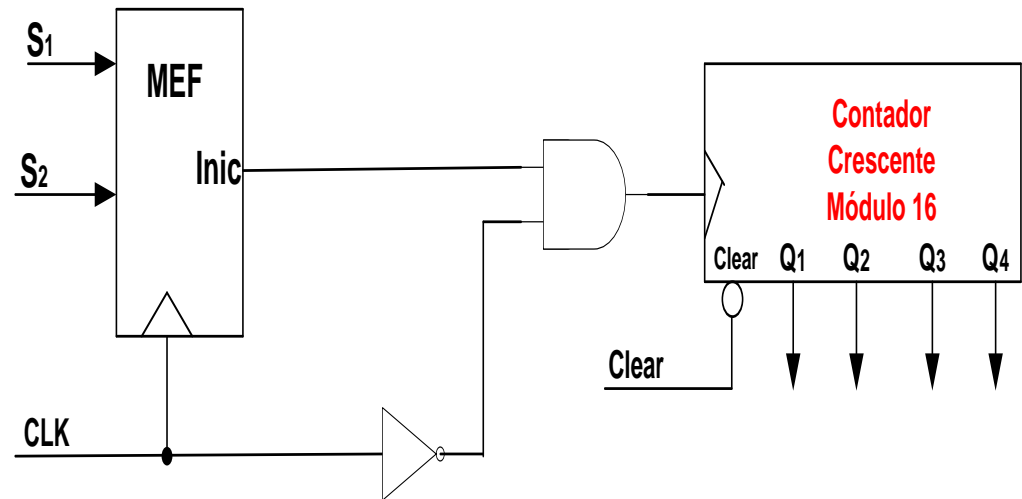 S1
MEF
Inic
S2
Contador
Crescente
Módulo 16
Clear Q1 Q2 Q3 Q4
Clear
CLK